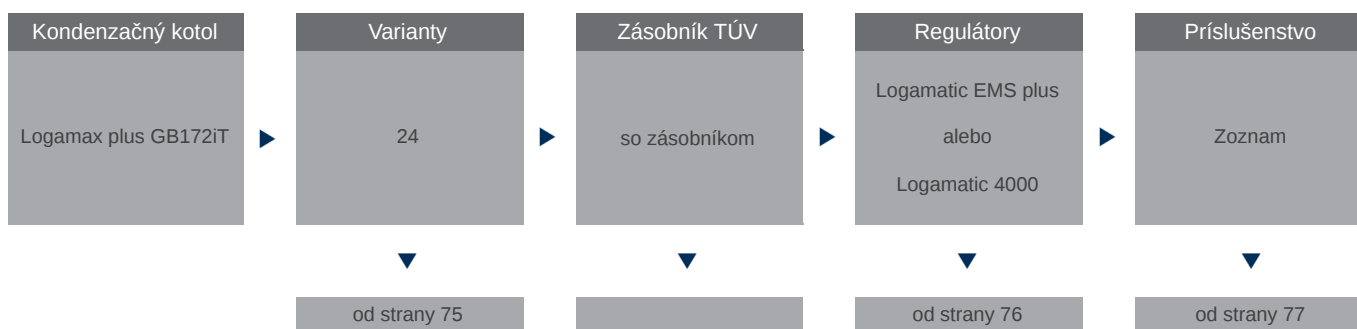 Kondenzačný kotol
Logamax plus GB172iT
Varianty
24
Zásobník TÚV
so zásobníkom
Regulátory
Logamatic EMS plus
alebo
Logamatic 4000
Príslušenstvo
Zoznam
od strany 75
od strany 76
od strany 77